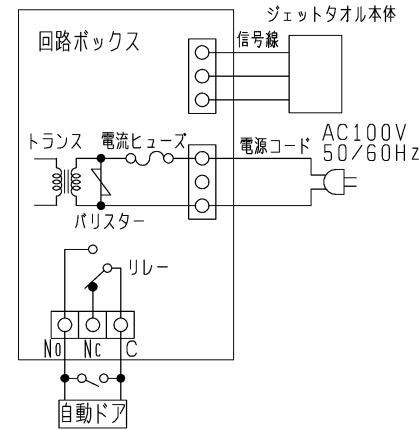 ジェットタオル本体
回路ボックス
信号線
トランス
電流ヒューズ
電源コード
AC100V
50/60Hz
バリスター
リレー
No Nc C
自動ドア